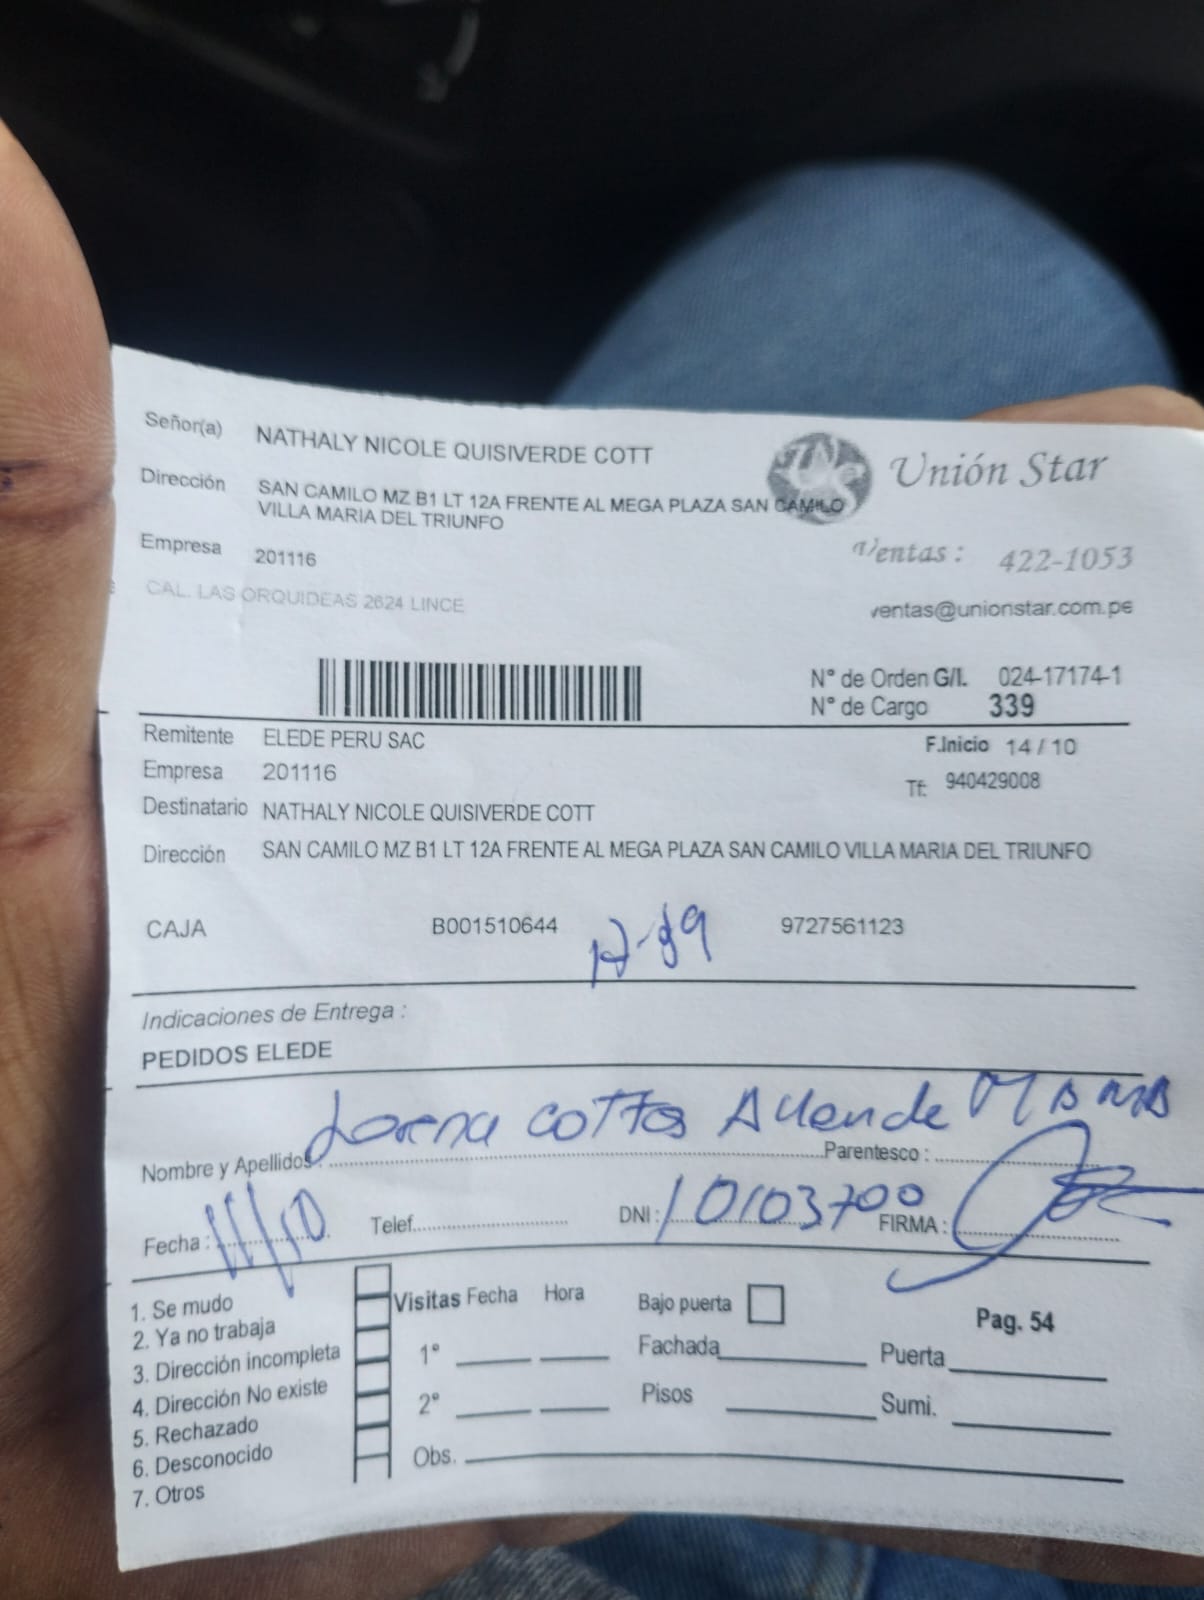 Señor(a) NATHALY NICOLE QUISIVERDE COTT
Unión Star
Dirección SAN CAMILO MZ B1 LT 12A FRENTE AL MEGA PLAZA SAN CAMILO
VILLA MARIA DEL TRIUNFO
Empresa 201116
Ventas : 422-1053
CAL. LAS ORQUIDEAS 2624 LINCE
ventas@unionstar.com.pe
N° de Orden G/I. 024-17174-1
N° de Cargo 339
Remitente ELEDE PERU SAC
F.Inicio 14 / 10
Empresa 201116
Tf: 940429008
Destinatario NATHALY NICOLE QUISIVERDE COTT
Dirección SAN CAMILO MZ B1 LT 12A FRENTE AL MEGA PLAZA SAN CAMILO VILLA MARIA DEL TRIUNFO
CAJA B001510644 9727561123
Indicaciones de Entrega :
PEDIDOS ELEDE
Nombre y Apellidos : Lorena COTTOS Allende Parentesco : MAMA
Fecha : Telef. DNI : 10103700 FIRMA :
1. Se mudo
2. Ya no trabaja
3. Dirección incompleta
4. Dirección No existe
5. Rechazado
6. Desconocido
7. Otros
Visitas Fecha Hora
1°
2°
Obs.
Bajo puerta
Pag. 54
Fachada Puerta
Pisos Sumi.